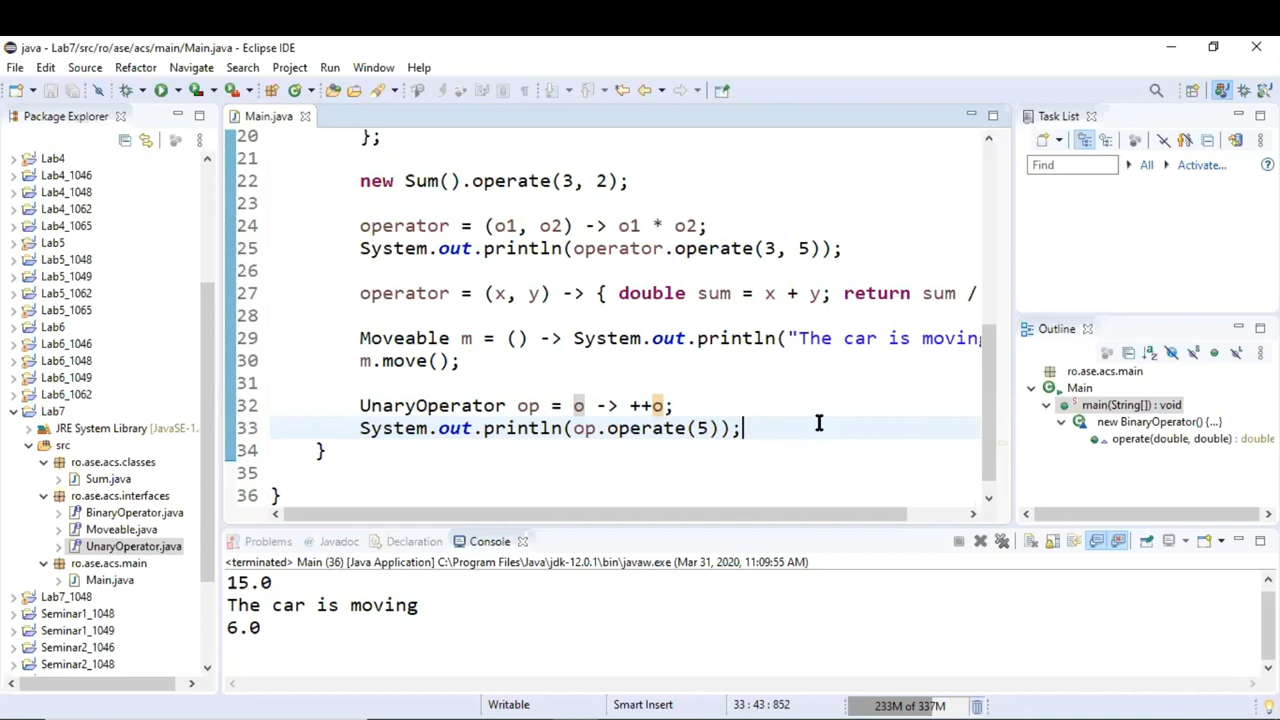 java - Lab7/src/ro/ase/acs/main/Main.java - Eclipse IDE
File Edit Source Refactor Navigate Search Project Run Window Help
Package Explorer
Lab4
Lab4_1046
Lab4_1048
Lab4_1062
Lab4_1065
Lab5
Lab5_1048
Lab5_1049
Lab5_1062
Lab5_1065
Lab6
Lab6_1046
Lab6_1048
Lab6_1049
Lab6_1062
Lab7
JRE System Library [JavaSE-1.
src
ro.ase.acs.classes
Sum.java
ro.ase.acs.interfaces
BinaryOperator.java
Moveable.java
UnaryOperator.java
ro.ase.acs.main
Main.java
Lab7_1048
Seminar1_1048
Seminar1_1049
Seminar2_1046
Seminar2_1048
Main.java
20 };
21
22 new Sum().operate(3, 2);
23
24 operator = (o1, o2) -> o1 * o2;
25 System.out.println(operator.operate(3, 5));
26
27 operator = (x, y) -> { double sum = x + y; return sum /
28
29 Moveable m = () -> System.out.println("The car is moving
30 m.move();
31
32 UnaryOperator op = o -> ++o;
33 System.out.println(op.operate(5));
34 }
35
36 }
Task List
Find All Activate...
Outline
ro.ase.acs.main
Main
main(String[]) : void
new BinaryOperator() {...}
operate(double, double) : double
Problems Javadoc Declaration Console
<terminated> Main (36) [Java Application] C:\Program Files\Java\jdk-12.0.1\bin\javaw.exe (Mar 31, 2020, 11:09:55 AM)
15.0
The car is moving
6.0
Writable Smart Insert 33 : 43 : 852 233M of 337M